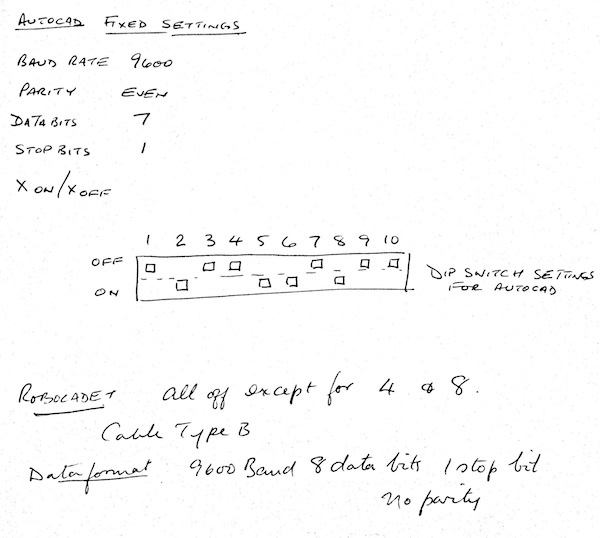 AUTOCAD FIXED SETTINGS
BAUD RATE 9600
PARITY EVEN
DATA BITS 7
STOP BITS 1
X ON/X OFF
1 2 3 4 5 6 7 8 9 10
OFF
ON
DIP SWITCH SETTINGS
FOR AUTOCAD
all off except for 4 & 8.
Cable Type B
Data format 9600 Baud 8 data bits 1 stop bit
No parity